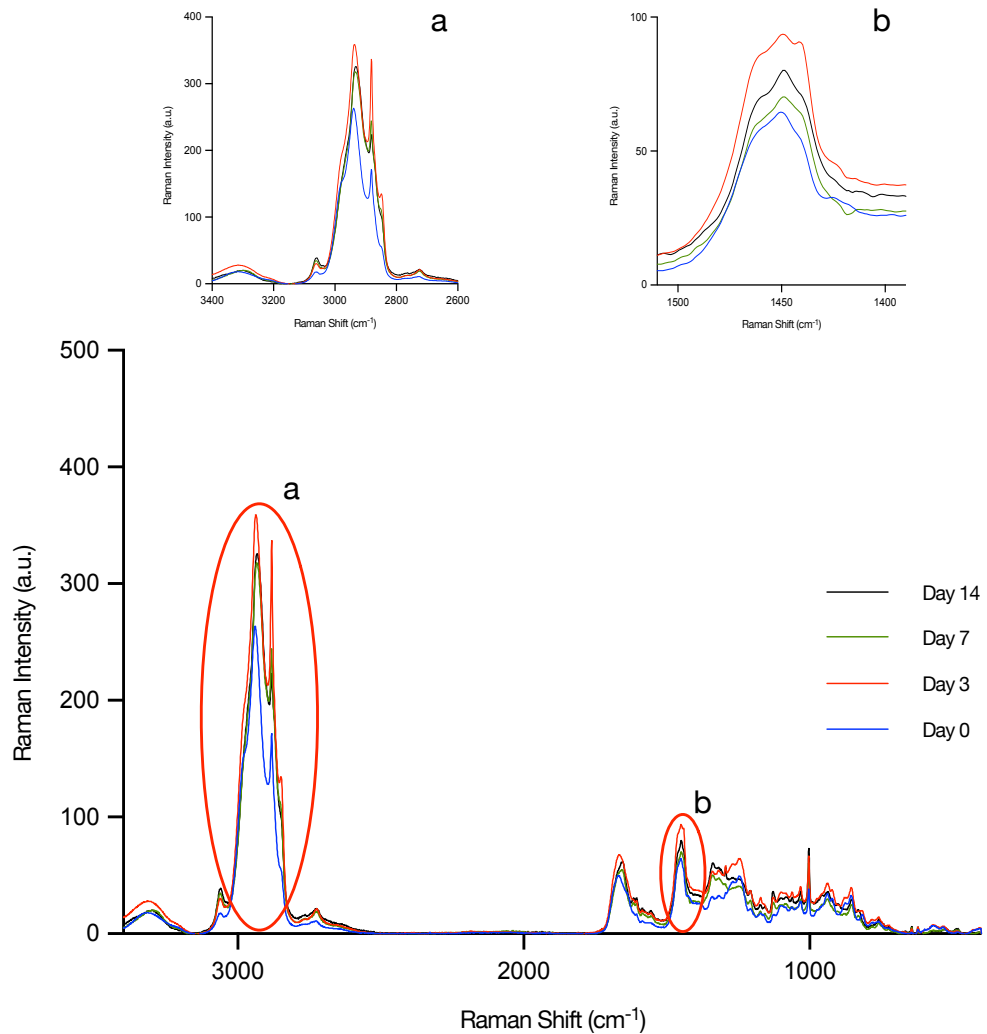 a
400
300
200
100
0
Raman Intensity (a.u.)
3400 3200 3000 2800 2600
Raman Shift (cm⁻¹)
b
100
50
0
Raman Intensity (a.u.)
1500 1450 1400
Raman Shift (cm⁻¹)
500
400
300
200
100
0
Raman Intensity (a.u.)
a
b
Day 14
Day 7
Day 3
Day 0
3000 2000 1000
Raman Shift (cm⁻¹)